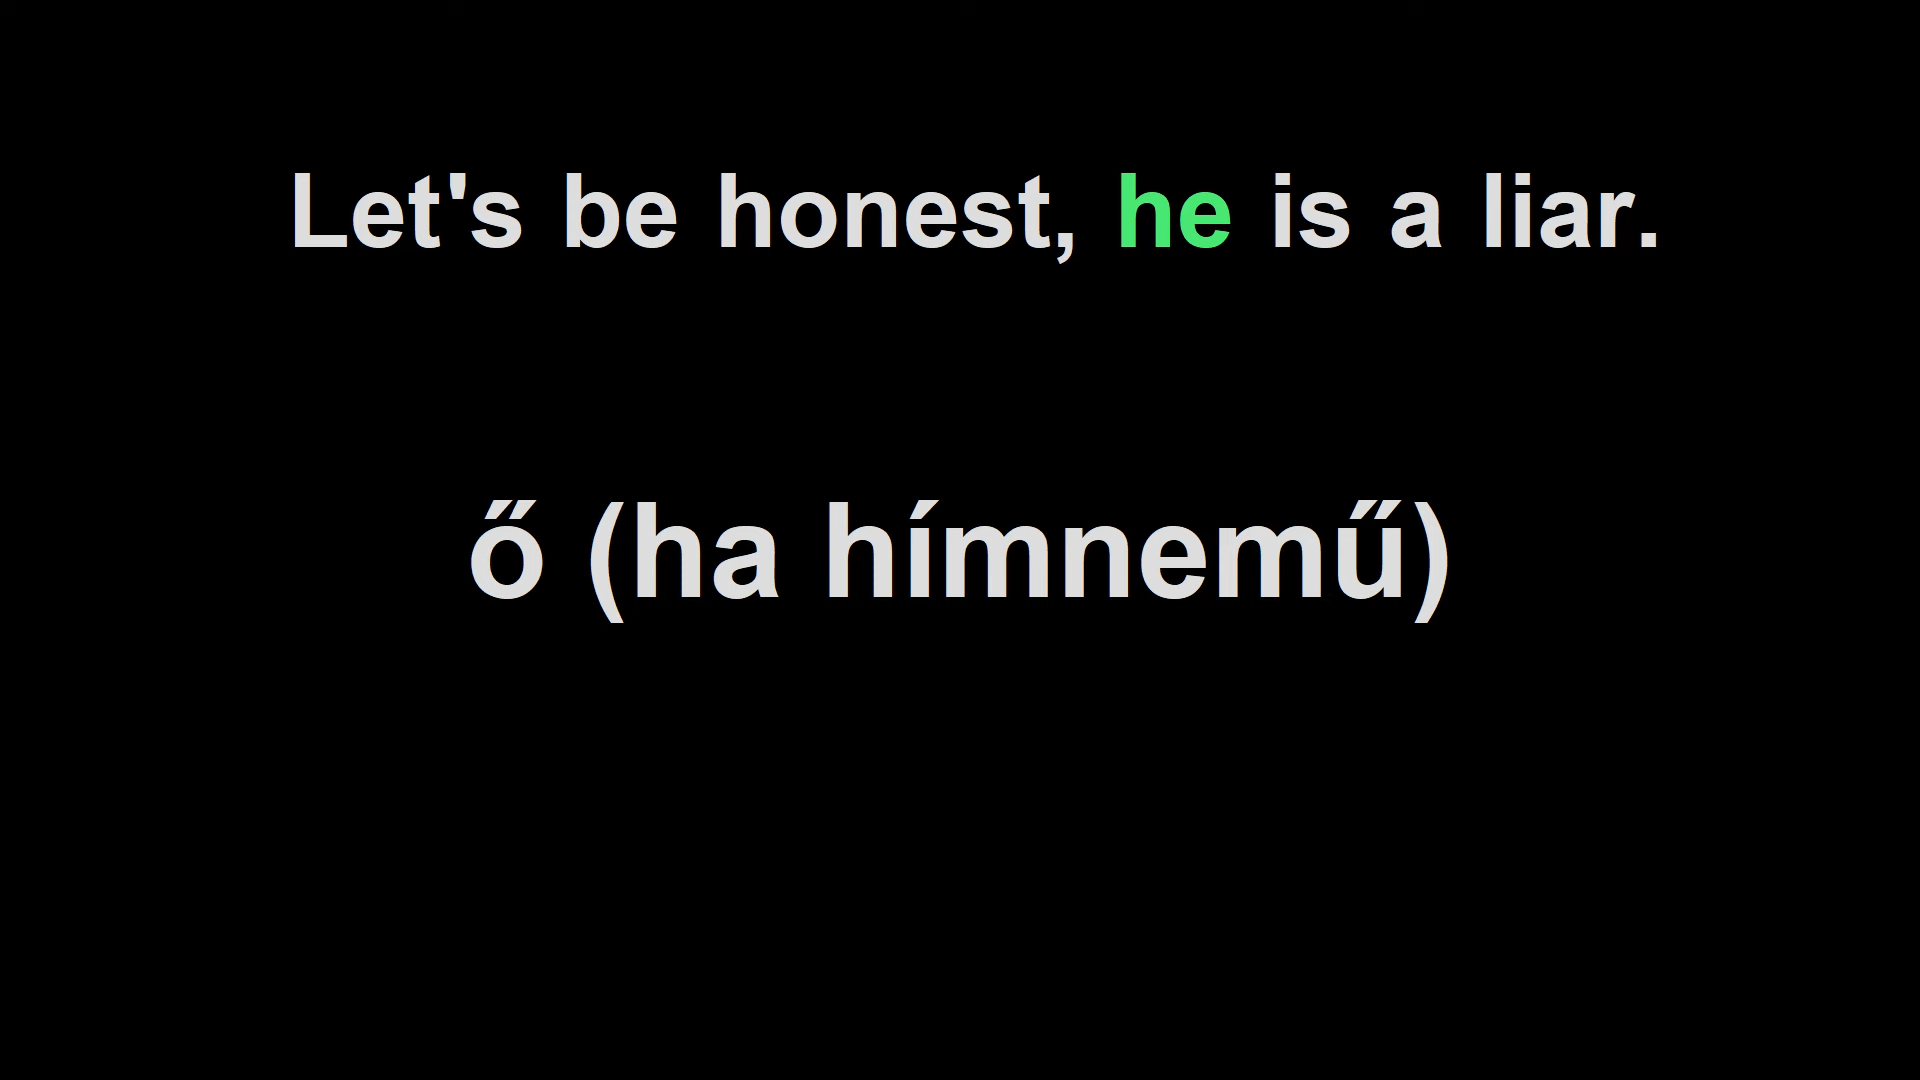 Let's be honest, he is a liar.
ő (ha hímnemű)